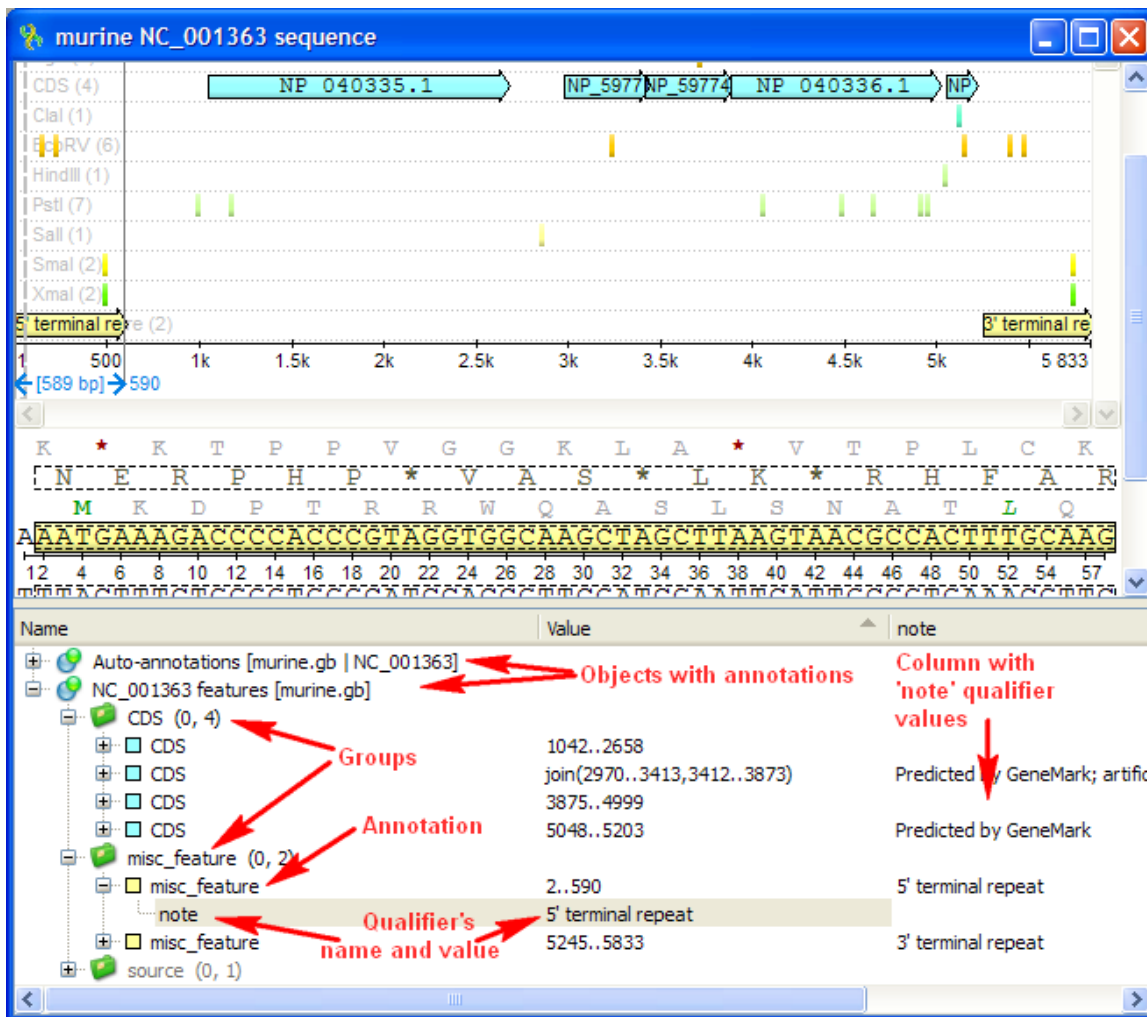 murine NC_001363 sequence
CDS (4)
NP 040335.1
NP_5977
NP_59774
NP 040336.1
NP
ClaI (1)
EcoRV (6)
HindIII (1)
PstI (7)
SalI (1)
SmaI (2)
XmaI (2)
5' terminal re
re (2)
3' terminal re
1 500 1k 1.5k 2k 2.5k 3k 3.5k 4k 4.5k 5k 5 833
[589 bp] 590
K * K T P P V G G K L A * V T P L C K
N E R P H P * V A S * L K * R H F A R
M K D P T R R W Q A S L S N A T L Q
AAATGAAAGACCCCACCCGTAGGTGGCAAGCTAGCTTAAGTAACGCCACTTTGCAAG
12 4 6 8 10 12 14 16 18 20 22 24 26 28 30 32 34 36 38 40 42 44 46 48 50 52 54 57
Name Value note
Auto-annotations [murine.gb | NC_001363]
Objects with annotations
Column with
'note' qualifier
values
NC_001363 features [murine.gb]
CDS (0, 4)
Groups
CDS 1042..2658
CDS join(2970..3413,3412..3873) Predicted by GeneMark; artific
CDS 3875..4999
CDS 5048..5203 Predicted by GeneMark
Annotation
misc_feature (0, 2)
misc_feature 2..590 5' terminal repeat
note 5' terminal repeat
Qualifier's
name and value
misc_feature 5245..5833 3' terminal repeat
source (0, 1)